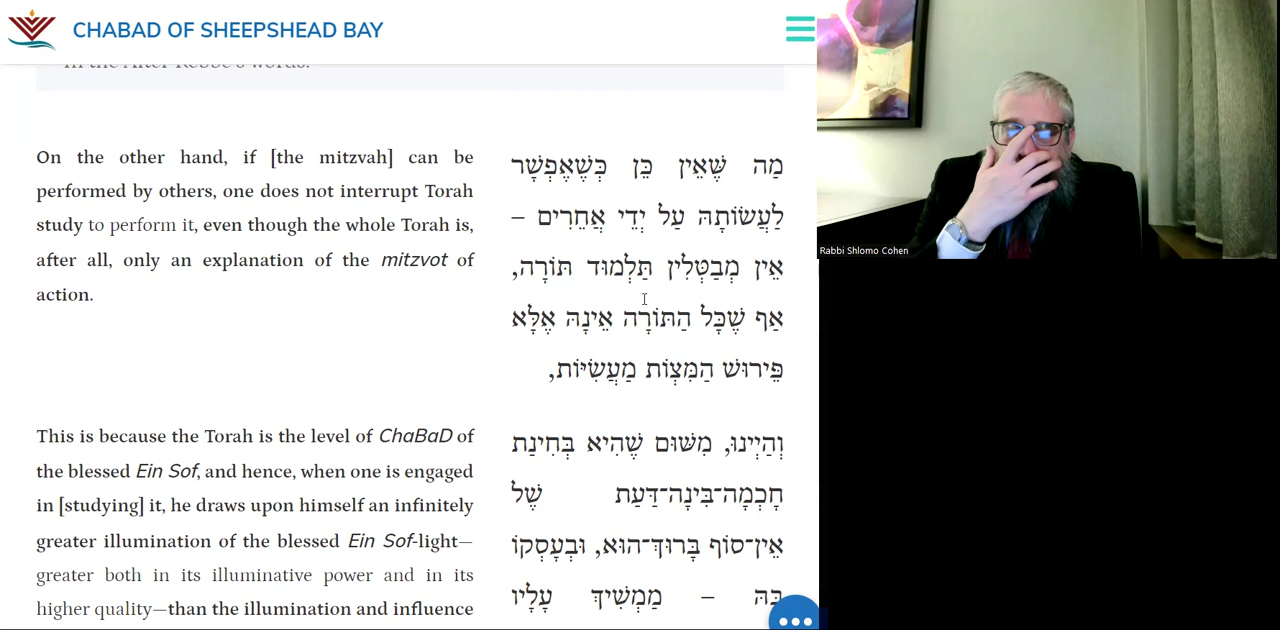 CHABAD OF SHEEPSHEAD BAY
in the Alter Rebbe's words.
On the other hand, if [the mitzvah] can be
performed by others, one does not interrupt Torah
study to perform it, even though the whole Torah is,
after all, only an explanation of the mitzvot of
action.
מַה שֶּׁאֵין כֵּן כְּשֶׁאֶפְשָׁר
לַעֲשׂוֹתָהּ עַל יְדֵי אֲחֵרִים –
אֵין מְבַטְּלִין תַּלְמוּד תּוֹרָה,
אַף שֶׁכָּל הַתּוֹרָה אֵינָהּ אֶלָּא
פֵּירוּשׁ הַמִּצְוֹת מַעֲשִׂיּוֹת,
This is because the Torah is the level of ChaBaD of
the blessed Ein Sof, and hence, when one is engaged
in [studying] it, he draws upon himself an infinitely
greater illumination of the blessed Ein Sof-light—
greater both in its illuminative power and in its
higher quality—than the illumination and influence
וְהַיְינוּ, מִשּׁוּם שֶׁהִיא בְּחִינַת
חָכְמָה־בִּינָה־דַּעַת שֶׁל
אֵין־סוֹף בָּרוּךְ־הוּא, וּבְעָסְקוֹ
בָּהּ – מַמְשִׁיךְ עָלָיו
Rabbi Shlomo Cohen